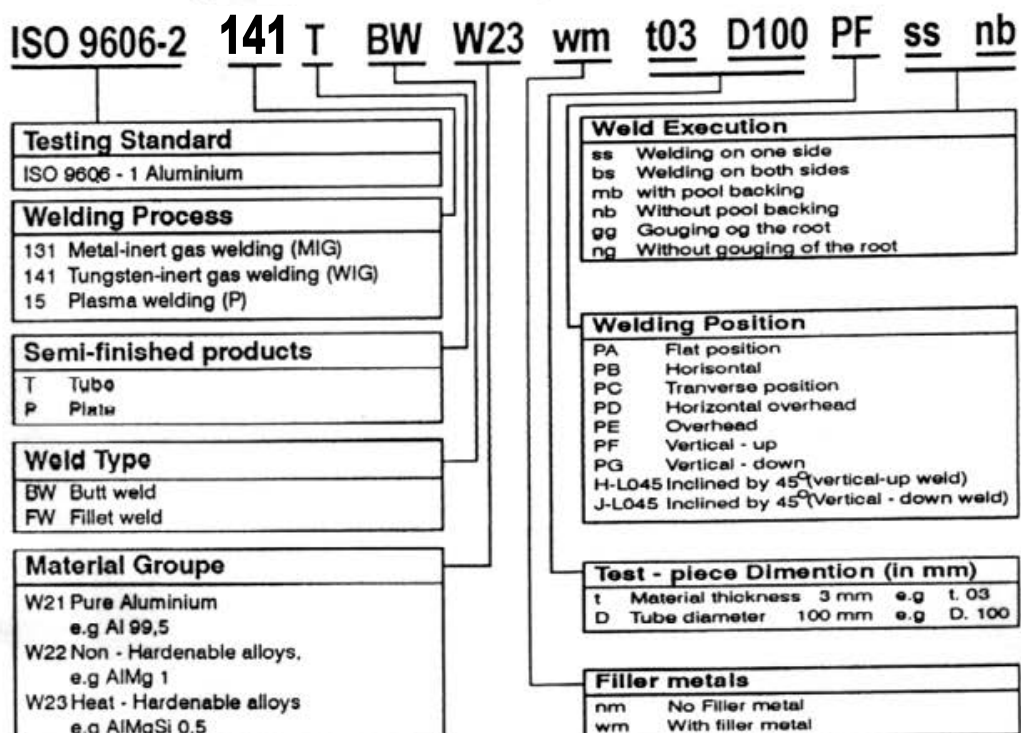 ISO 9606-2 141 T BW W23 wm t03 D100 PF ss nb
Testing Standard
ISO 9606 - 1 Aluminium
Welding Process
131 Metal-inert gas welding (MIG)
141 Tungsten-inert gas welding (WIG)
15 Plasma welding (P)
Semi-finished products
T Tube
P Plate
Weld Type
BW Butt weld
FW Fillet weld
Material Groupe
W21 Pure Aluminium
e.g Al 99,5
W22 Non - Hardenable alloys.
e.g AlMg 1
W23 Heat - Hardenable alloys
e.g AlMgSi 0.5
Weld Execution
ss Welding on one side
bs Welding on both sides
mb with pool backing
nb Without pool backing
gg Gouging og the root
ng Without gouging of the root
Welding Position
PA Flat position
PB Horisontal
PC Tranverse position
PD Horizontal overhead
PE Overhead
PF Vertical - up
PG Vertical - down
H-L045 Inclined by 45° (vertical-up weld)
J-L045 Inclined by 45° (Vertical - down weld)
Test - piece Dimention (in mm)
t Material thickness 3 mm e.g t. 03
D Tube diameter 100 mm e.g D. 100
Filler metals
nm No Filler metal
wm With filler metal